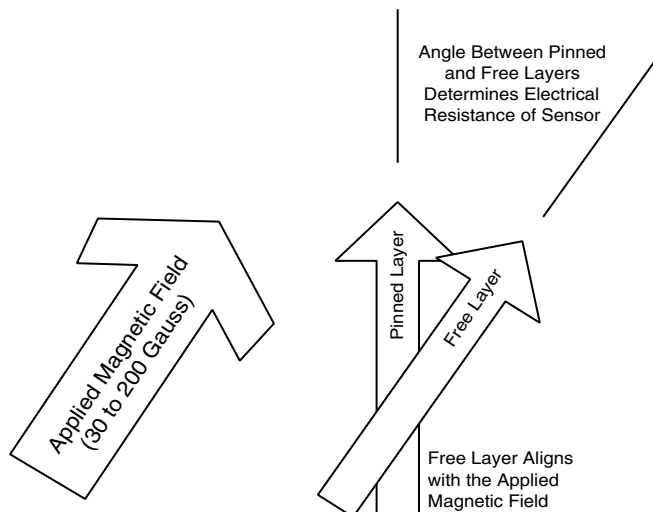 Angle Between Pinned
and Free Layers
Determines Electrical
Resistance of Sensor
Applied Magnetic Field
(30 to 200 Gauss)
Pinned Layer
Free Layer
Free Layer Aligns
with the Applied
Magnetic Field